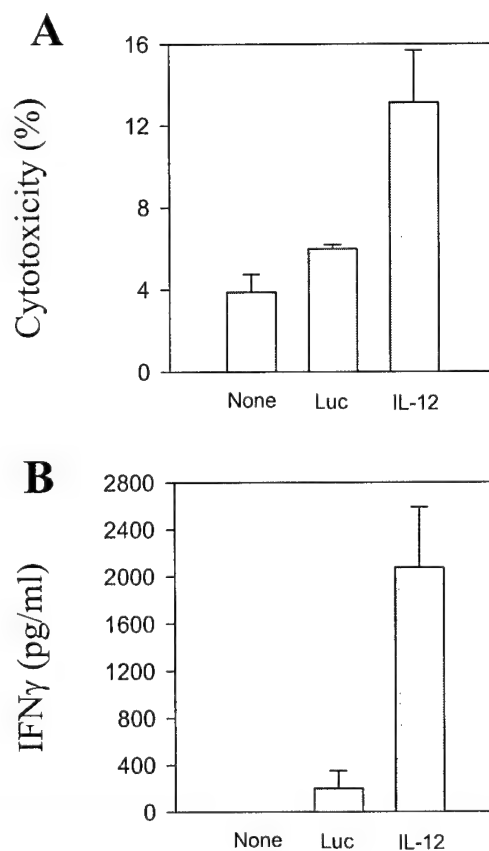 A
Cytotoxicity (%)
16
12
8
4
0
None Luc IL-12
B
IFNγ (pg/ml)
2800
2400
2000
1600
1200
800
400
0
None Luc IL-12